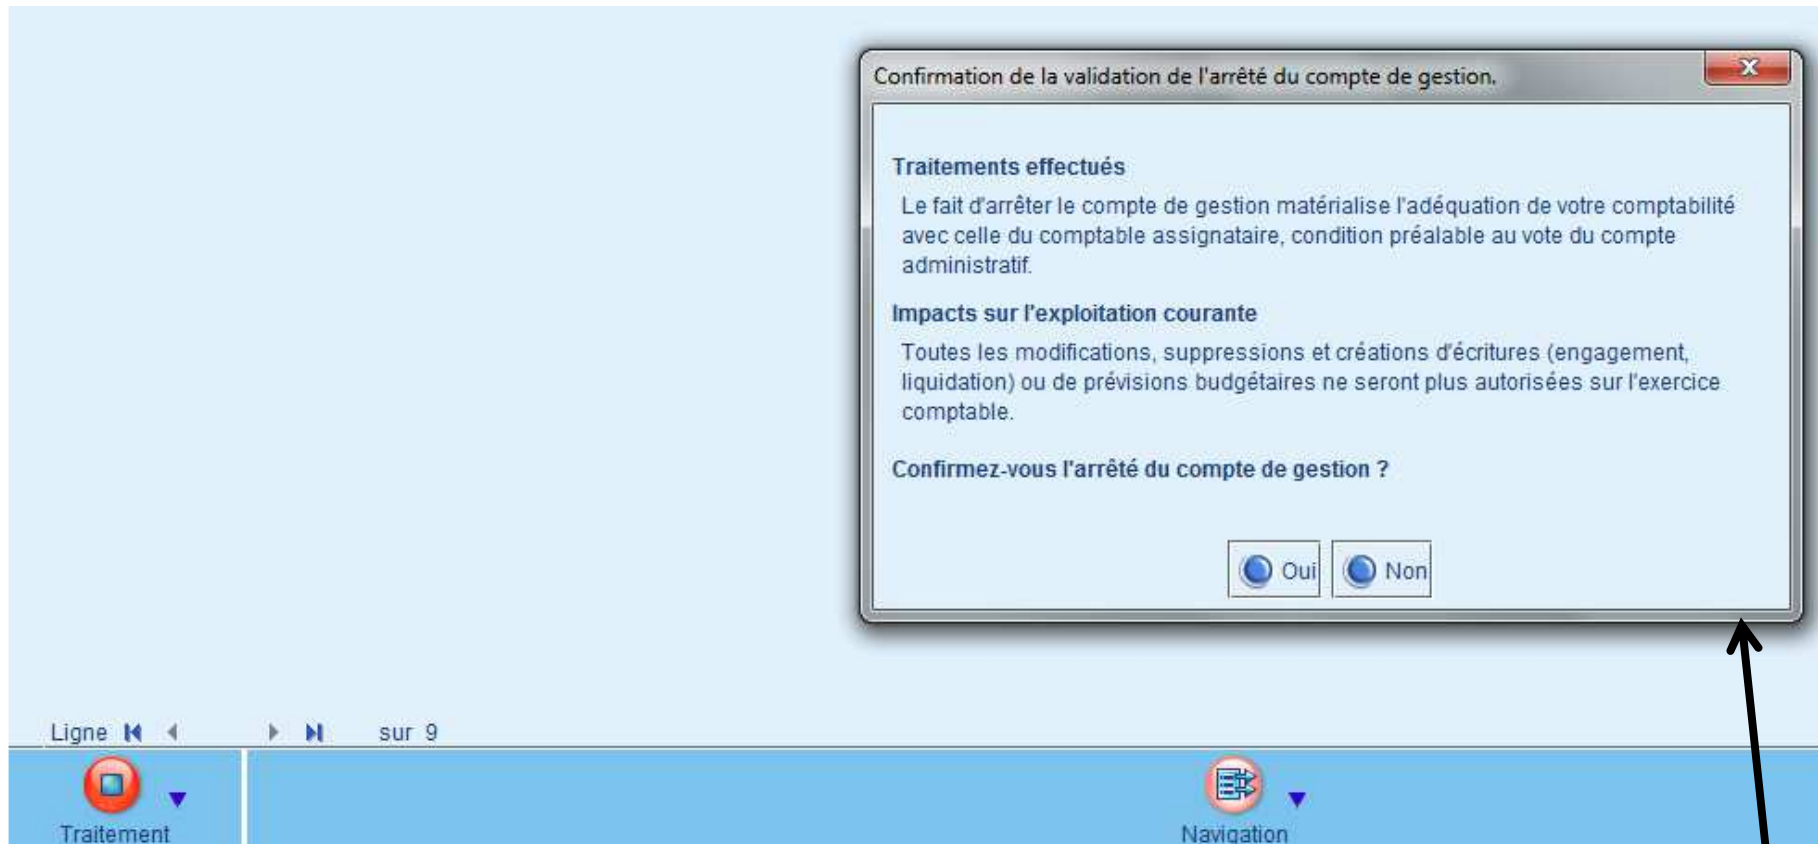 Confirmation de la validation de l'arrêté du compte de gestion.
Traitements effectués
Le fait d'arrêter le compte de gestion matérialise l'adéquation de votre comptabilité
avec celle du comptable assignataire, condition préalable au vote du compte
administratif.
Impacts sur l'exploitation courante
Toutes les modifications, suppressions et créations d'écritures (engagement,
liquidation) ou de prévisions budgétaires ne seront plus autorisées sur l'exercice
comptable.
Confirmez-vous l'arrêté du compte de gestion ?
Oui Non
Ligne sur 9
Traitement Navigation